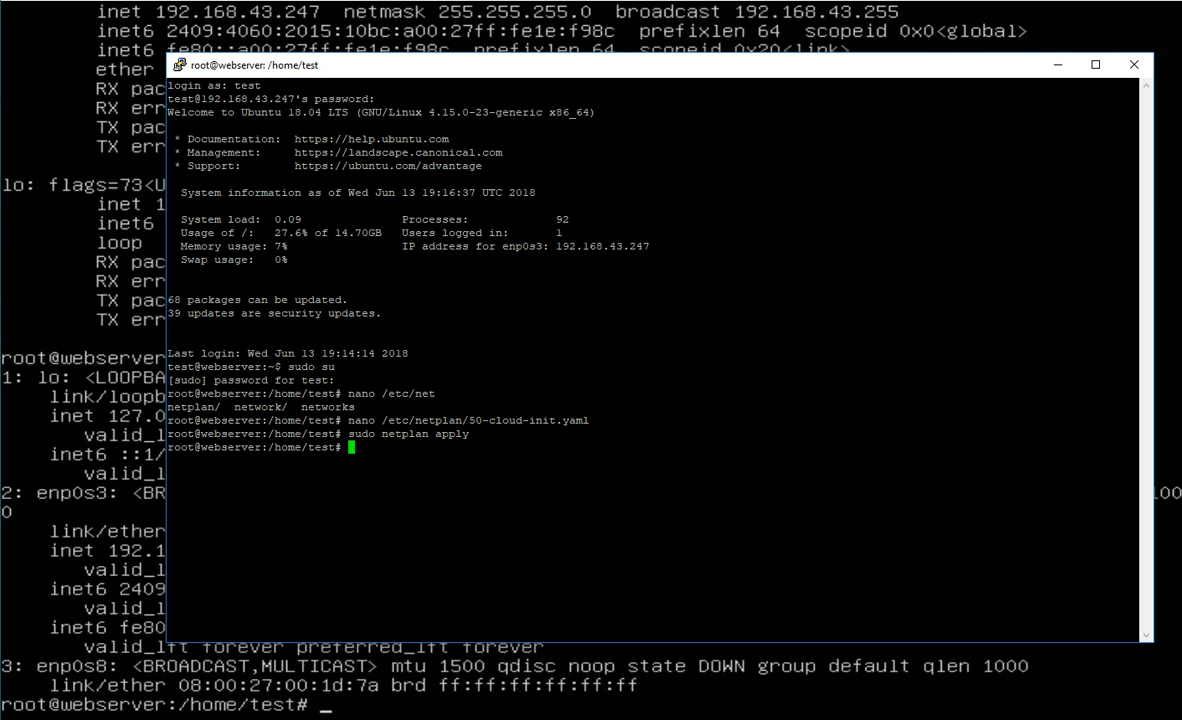 inet 192.168.43.247  netmask 255.255.255.0  broadcast 192.168.43.255
inet6 2409:4060:2015:10bc:a00:27ff:fe1e:f98c  prefixlen 64  scopeid 0x0<global>
inet6 fe80::a00:27ff:fe1e:f98c  prefixlen 64  scopeid 0x20<link>
ether
RX pac
RX err
TX pac
TX err
lo: flags=73<U
inet 1
inet6
loop
RX pac
RX err
TX pac
TX err
root@webserver
1: lo: <LOOPBA
link/loopb
inet 127.0
valid_l
inet6 ::1/
valid_l
2: enp0s3: <BR
100
0
link/ether
inet 192.1
valid_l
inet6 2409
valid_l
inet6 fe80
valid_lft forever preferred_lft forever
3: enp0s8: <BROADCAST,MULTICAST> mtu 1500 qdisc noop state DOWN group default qlen 1000
link/ether 08:00:27:00:1d:7a brd ff:ff:ff:ff:ff:ff
root@webserver:/home/test# _
root@webserver: /home/test
login as: test
test@192.168.43.247's password:
Welcome to Ubuntu 18.04 LTS (GNU/Linux 4.15.0-23-generic x86_64)
* Documentation:  https://help.ubuntu.com
* Management:     https://landscape.canonical.com
* Support:        https://ubuntu.com/advantage
System information as of Wed Jun 13 19:16:37 UTC 2018
System load:  0.09               Processes:             92
Usage of /:   27.6% of 14.70GB   Users logged in:       1
Memory usage: 7%                 IP address for enp0s3: 192.168.43.247
Swap usage:   0%
68 packages can be updated.
39 updates are security updates.
Last login: Wed Jun 13 19:14:14 2018
test@webserver:~$ sudo su
[sudo] password for test:
root@webserver:/home/test# nano /etc/net
netplan/  network/  networks
root@webserver:/home/test# nano /etc/netplan/50-cloud-init.yaml
root@webserver:/home/test# sudo netplan apply
root@webserver:/home/test#